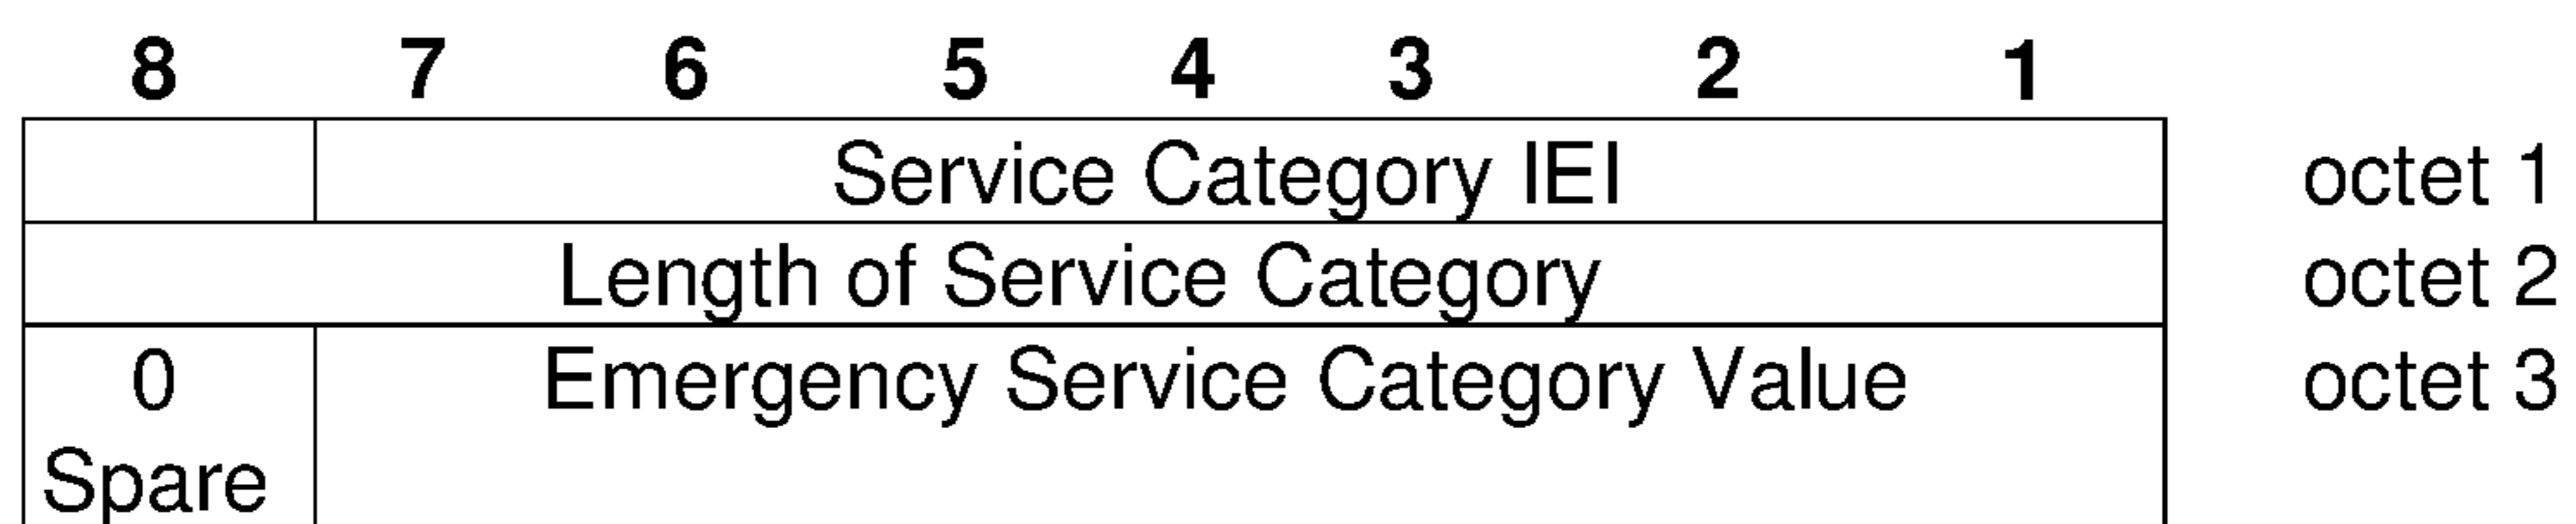 8 7 6 5 4 3 2 1
Service Category IEI octet 1
Length of Service Category octet 2
0 Emergency Service Category Value octet 3
Spare